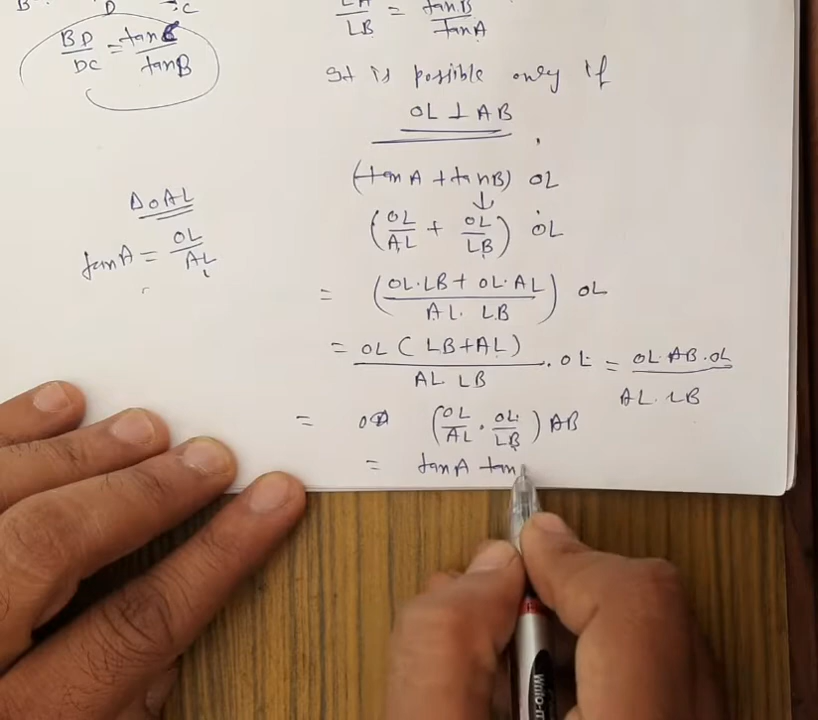 B D C
BD/DC = tanC/tanB
LA/LB = tanB/tanA
It is possible only if
OL ⊥ AB
(tanA + tanB) OL
(OL/AL + OL/LB) OL
= ((OL·LB + OL·AL)/(AL·LB)) OL
= OL(LB+AL)/(AL·LB) · OL = OL·AB·OL/(AL·LB)
= (OL/AL · OL/LB) AB
= tanA tan
ΔOAL
tanA = OL/AL